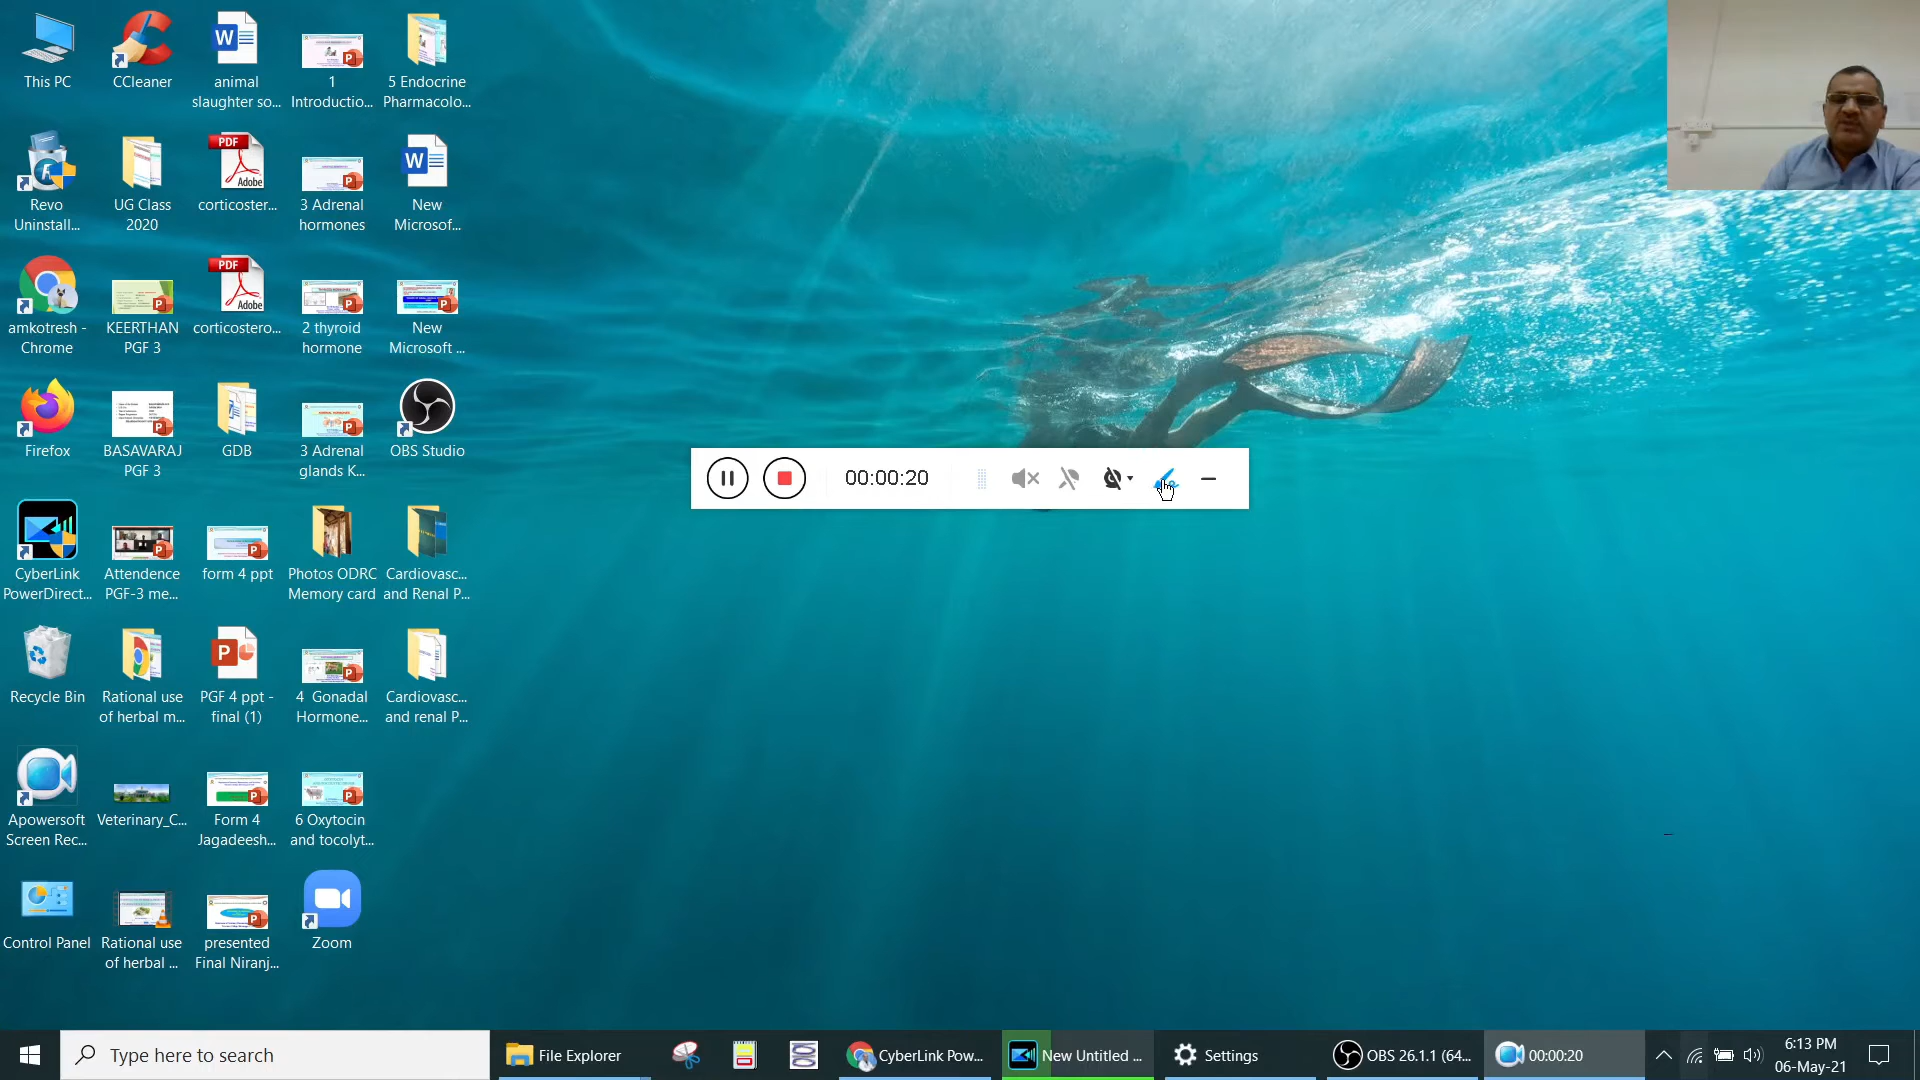 This PC
CCleaner
animal
slaughter so...
1
Introductio...
5 Endocrine
Pharmacolo...
Revo
Uninstall...
UG Class
2020
PDF
Adobe
corticoster...
3 Adrenal
hormones
New
Microsof...
amkotresh -
Chrome
KEERTHAN
PGF 3
PDF
Adobe
corticostero...
2 thyroid
hormone
New
Microsoft ...
Firefox
BASAVARAJ
PGF 3
GDB
3 Adrenal
glands K...
OBS Studio
00:00:20
CyberLink
PowerDirect...
Attendence
PGF-3 me...
form 4 ppt
Photos ODRC
Memory card
Cardiovasc...
and Renal P...
Recycle Bin
Rational use
of herbal m...
PGF 4 ppt -
final (1)
4 Gonadal
Hormone...
Cardiovasc...
and renal P...
Apowersoft
Screen Rec...
Veterinary_C...
Form 4
Jagadeesh...
6 Oxytocin
and tocolyt...
Control Panel
Rational use
of herbal ...
presented
Final Niranj...
Zoom
Type here to search
File Explorer
CyberLink Pow...
New Untitled ...
Settings
OBS 26.1.1 (64...
00:00:20
6:13 PM
06-May-21